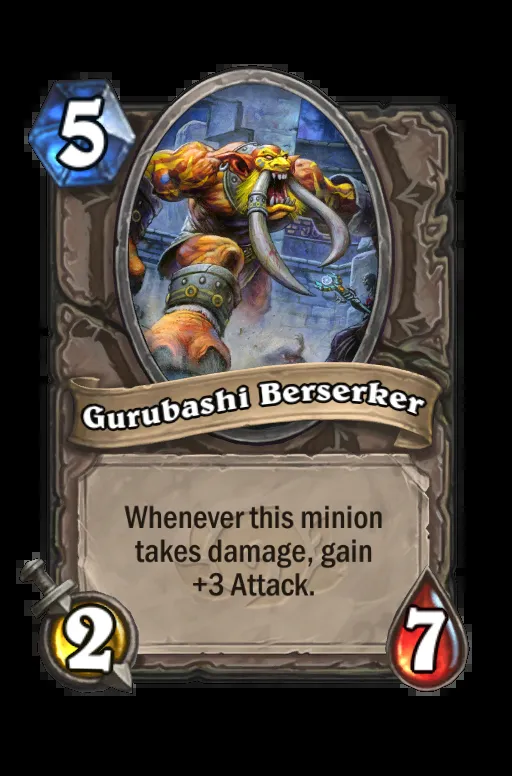 5
Gurubashi Berserker
Whenever this minion
takes damage, gain
+3 Attack.
2
7